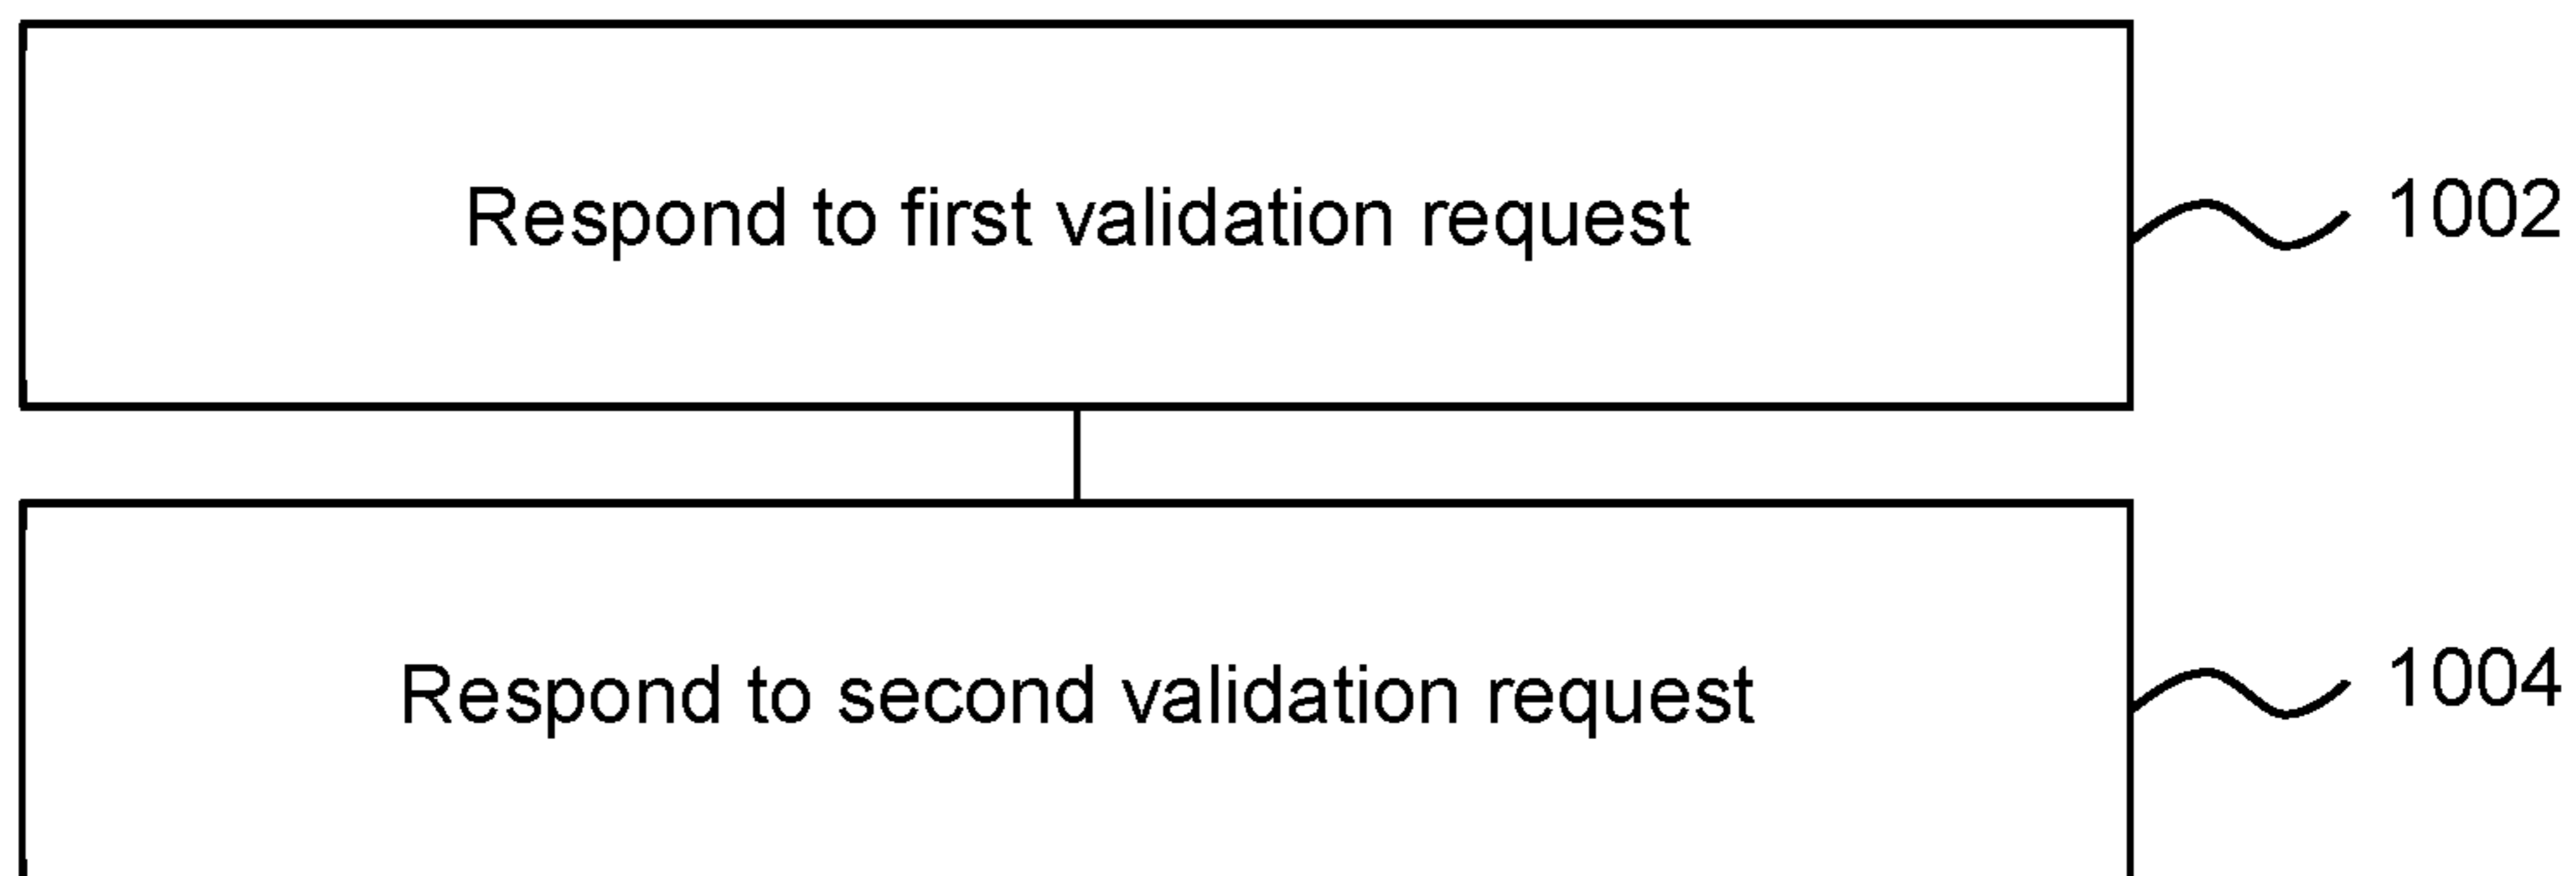 Respond to first validation request
1002
Respond to second validation request
1004